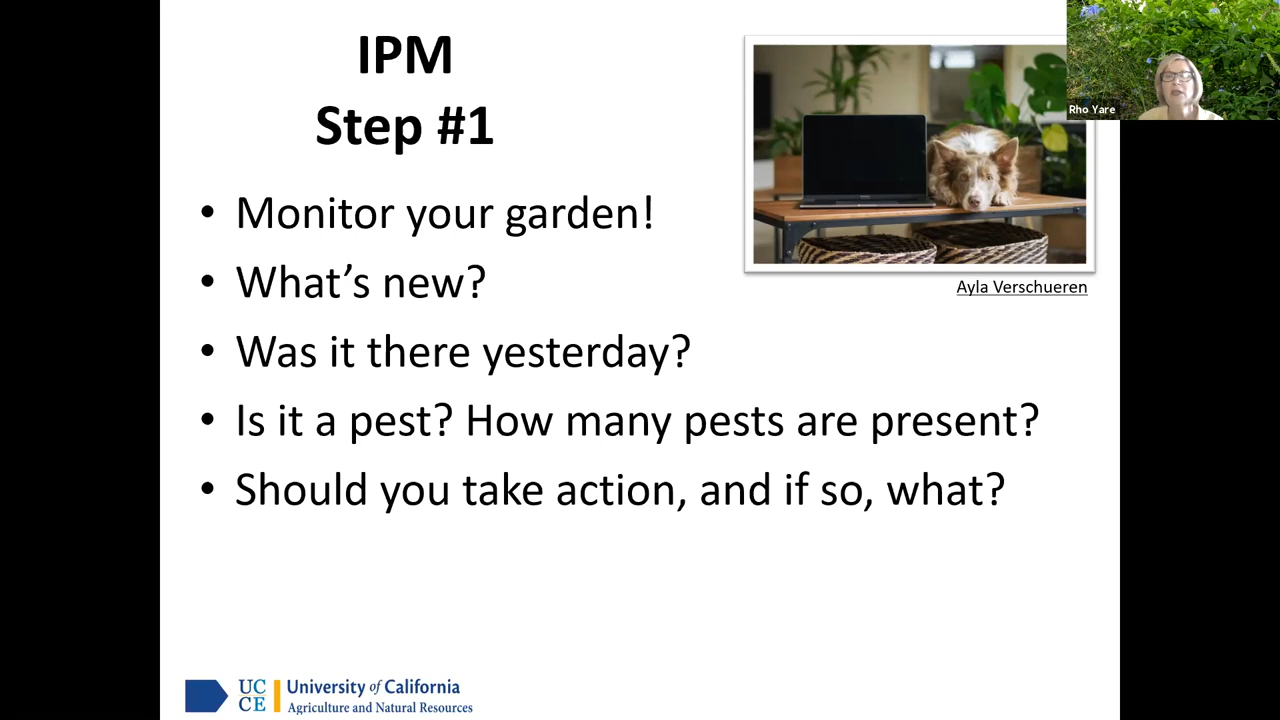 IPM
Step #1
Rho Yare
• Monitor your garden!
• What's new?
Ayla Verschueren
• Was it there yesterday?
• Is it a pest? How many pests are present?
• Should you take action, and if so, what?
UC
CE
University of California
Agriculture and Natural Resources